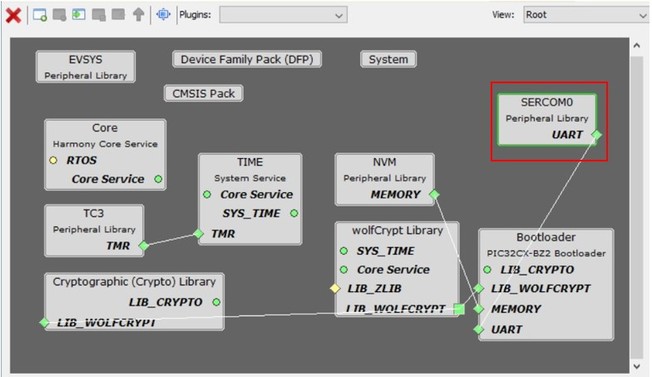 Plugins:
View: Root
EVSYS
Peripheral Library
Device Family Pack (DFP)
System
CMSIS Pack
SERCOM0
Peripheral Library
UART
Core
Harmony Core Service
RTOS
Core Service
TIME
System Service
Core Service
SYS_TIME
TMR
NVM
Peripheral Library
MEMORY
TC3
Peripheral Library
TMR
wolfCrypt Library
SYS_TIME
Core Service
LIB_ZLIB
LIB_WOLFCRYPT
Bootloader
PIC32CX-BZ2 Bootloader
LIB_CRYPTO
LIB_WOLFCRYPT
MEMORY
UART
Cryptographic (Crypto) Library
LIB_CRYPTO
LIB_WOLFCRYPT